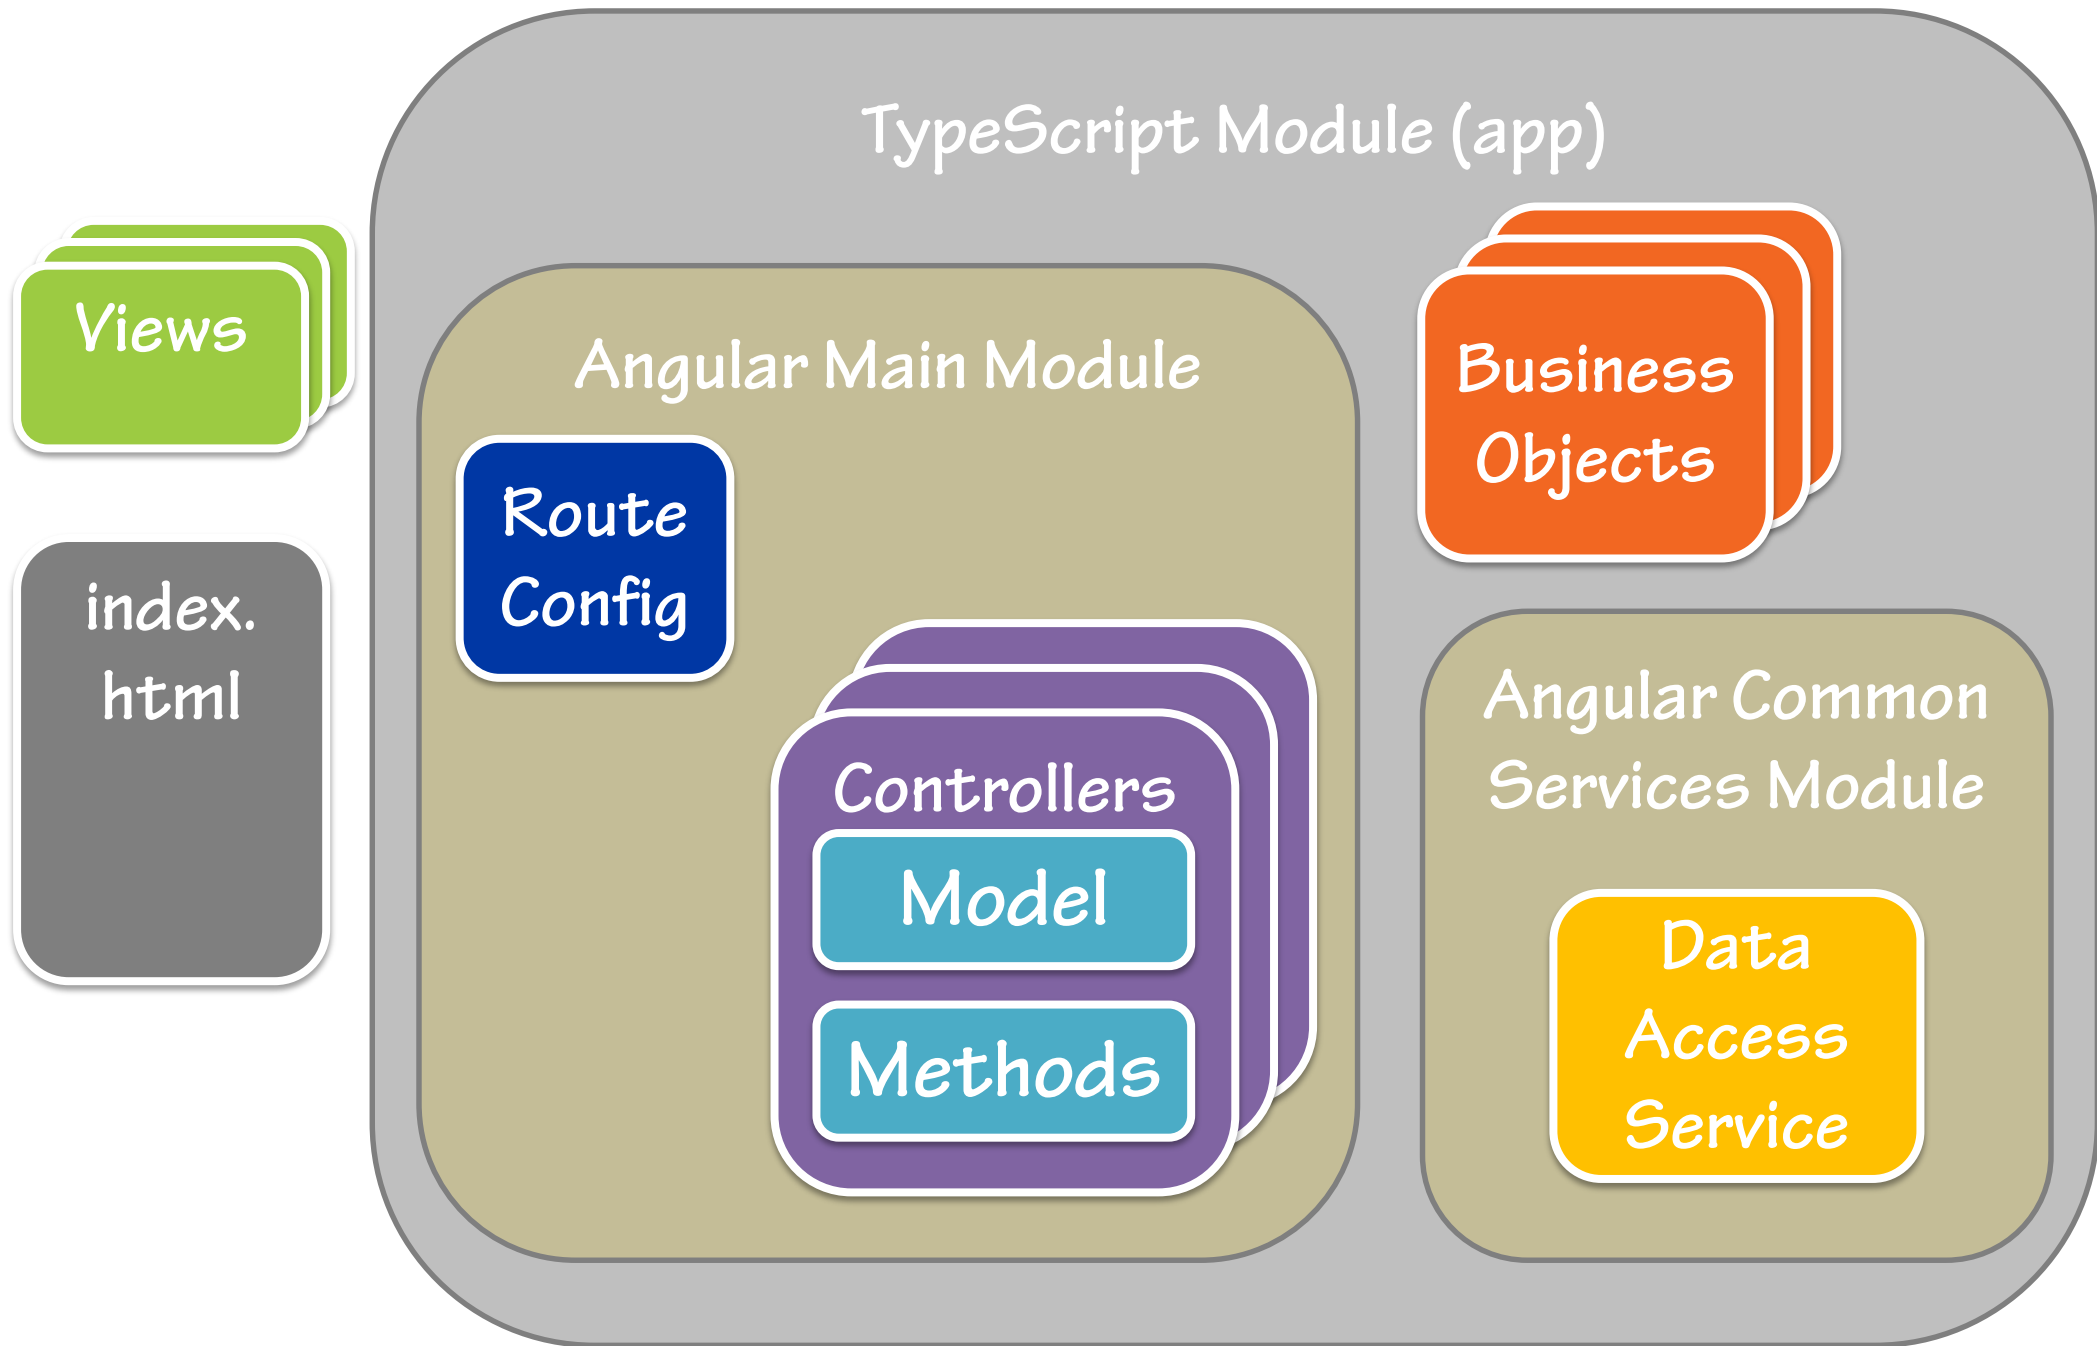 TypeScript Module (app)
Views
index.
html
Angular Main Module
Route
Config
Controllers
Model
Methods
Business
Objects
Angular Common
Services Module
Data
Access
Service